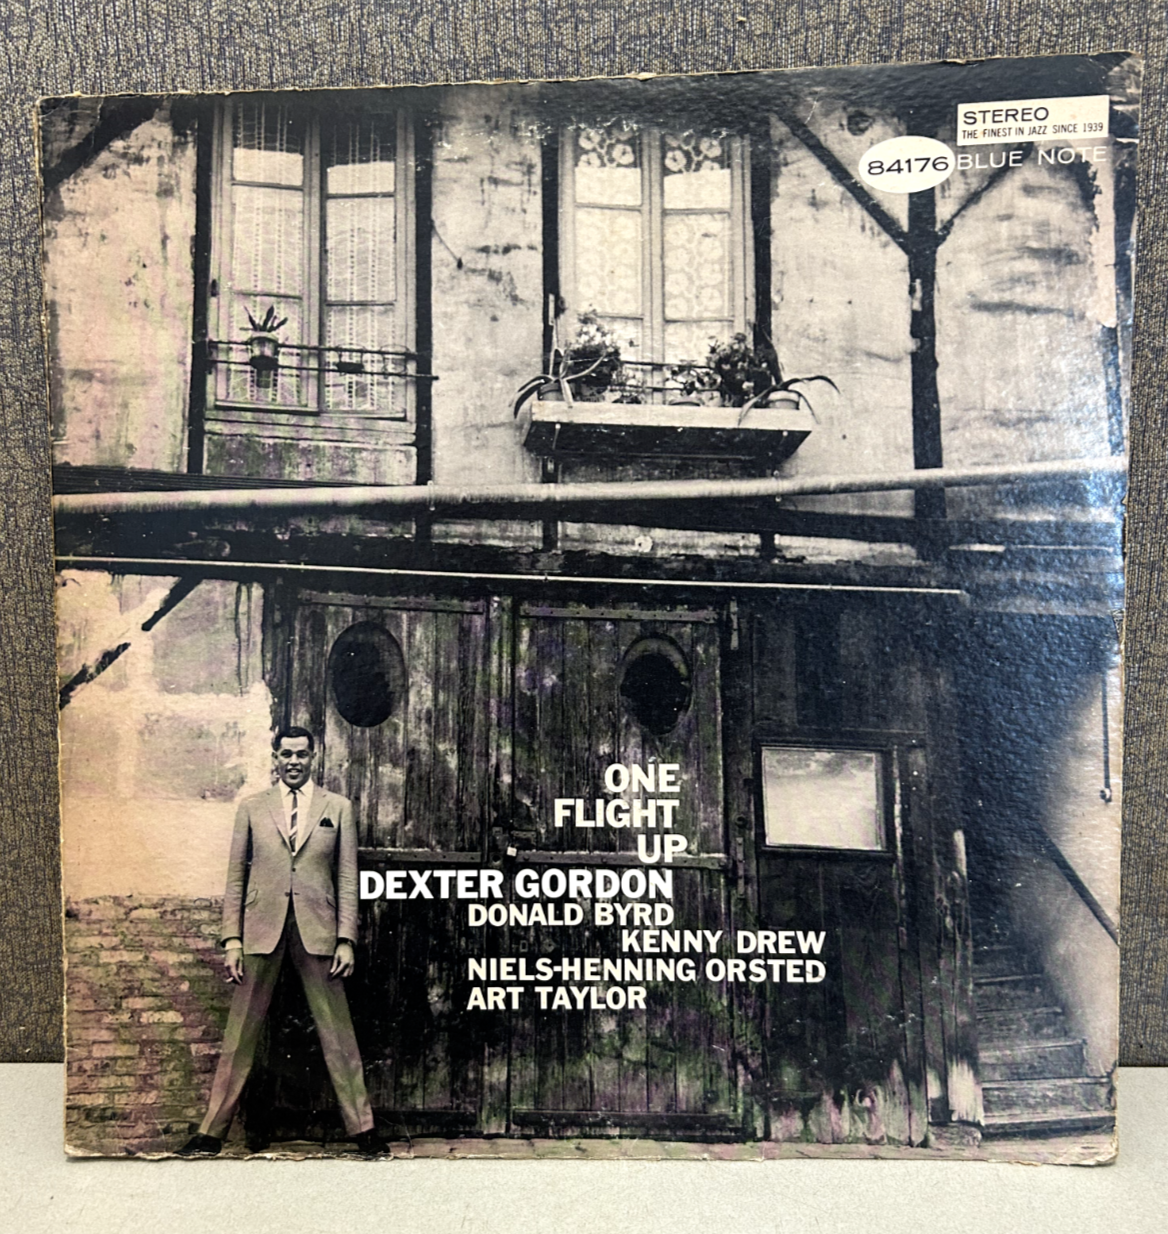 STEREO
THE FINEST IN JAZZ SINCE 1939
84176 BLUE NOTE
ONE
FLIGHT
UP
DEXTER GORDON
DONALD BYRD
KENNY DREW
NIELS-HENNING ORSTED
ART TAYLOR